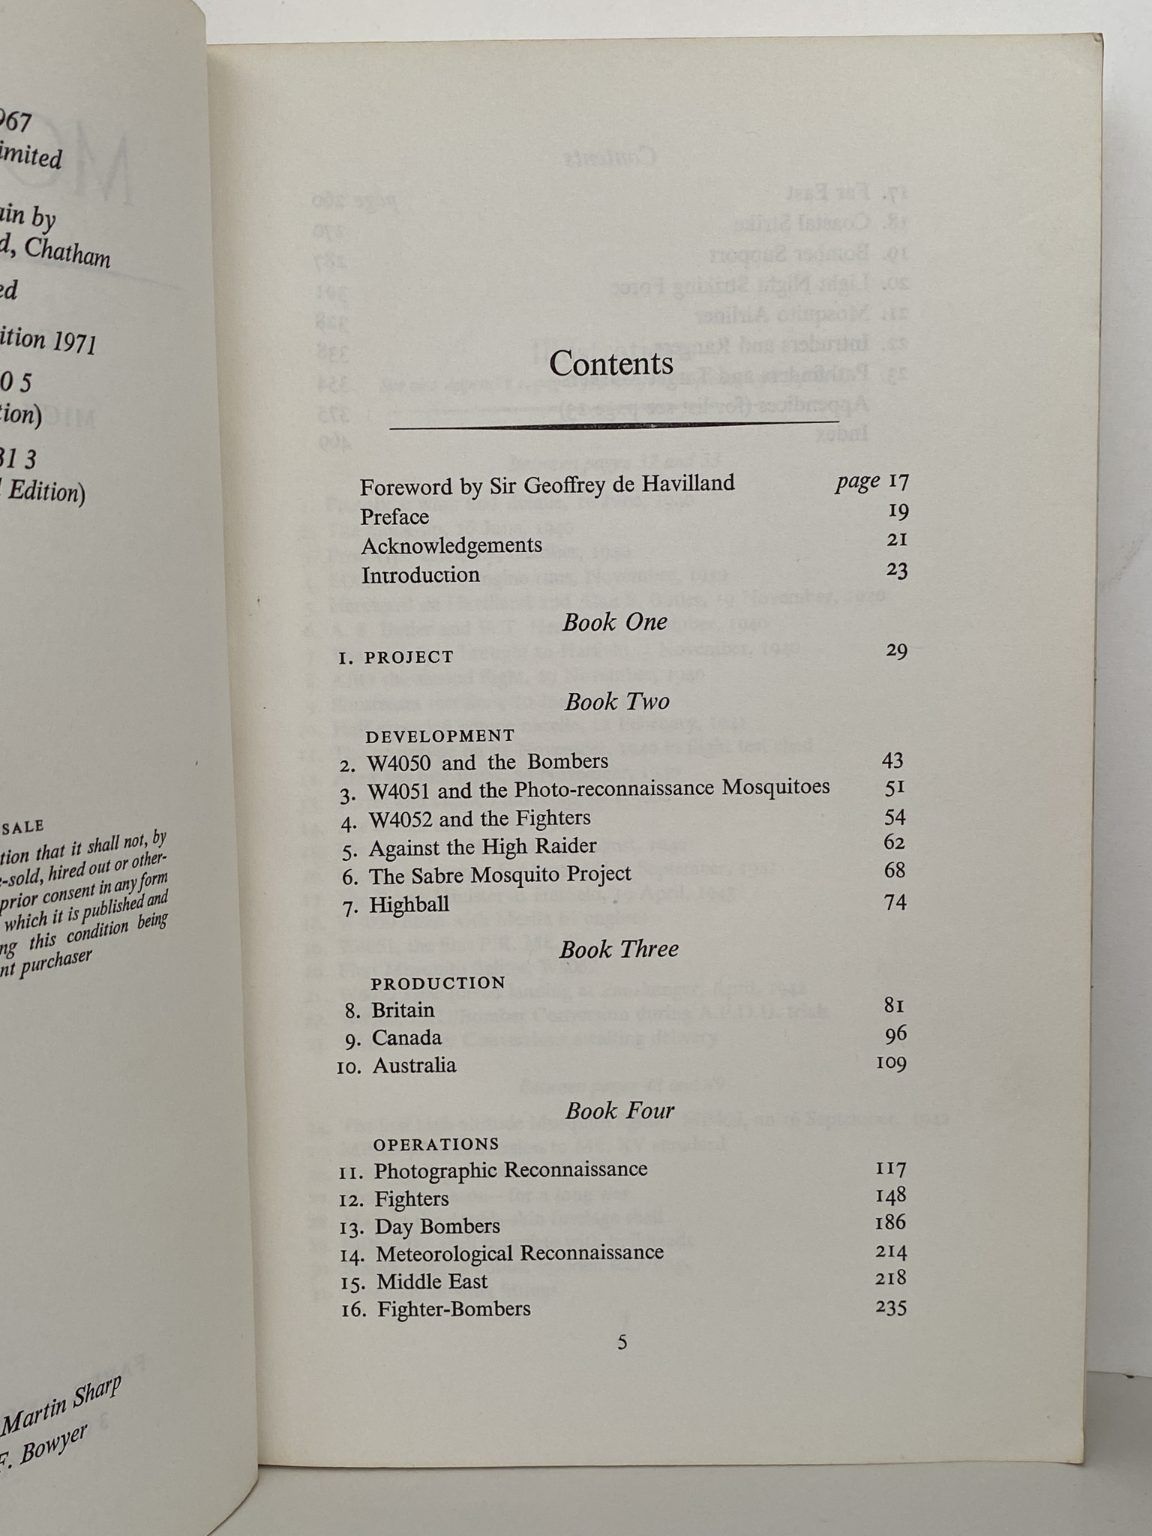 967
imited
ain by
d, Chatham
ed
ition 1971
0 5
tion)
31 3
Edition)
SALE
tion that it shall not, by
e-sold, hired out or other-
prior consent in any form
which it is published and
ng this condition being
nt purchaser
Martin Sharp
F. Bowyer
Contents
Foreword by Sir Geoffrey de Havilland page 17
Preface 19
Acknowledgements 21
Introduction 23
Book One
1. PROJECT 29
Book Two
DEVELOPMENT
2. W4050 and the Bombers 43
3. W4051 and the Photo-reconnaissance Mosquitoes 51
4. W4052 and the Fighters 54
5. Against the High Raider 62
6. The Sabre Mosquito Project 68
7. Highball 74
Book Three
PRODUCTION
8. Britain 81
9. Canada 96
10. Australia 109
Book Four
OPERATIONS
11. Photographic Reconnaissance 117
12. Fighters 148
13. Day Bombers 186
14. Meteorological Reconnaissance 214
15. Middle East 218
16. Fighter-Bombers 235
5